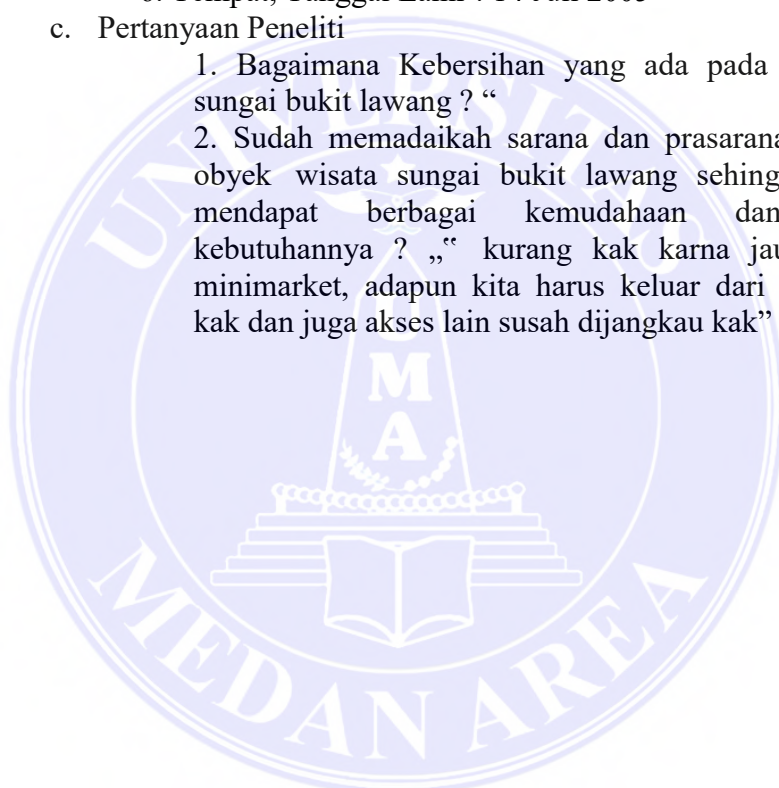 c. Pertanyaan Peneliti
1. Bagaimana Kebersihan yang ada pada
sungai bukit lawang ? “
2. Sudah memadaikah sarana dan prasarana
obyek wisata sungai bukit lawang sehing
mendapat berbagai kemudahaan dan
kebutuhannya ? „“ kurang kak karna jau
minimarket, adapun kita harus keluar dari
kak dan juga akses lain susah dijangkau kak”
UNIVERSITAS
UMA
MEDAN AREA